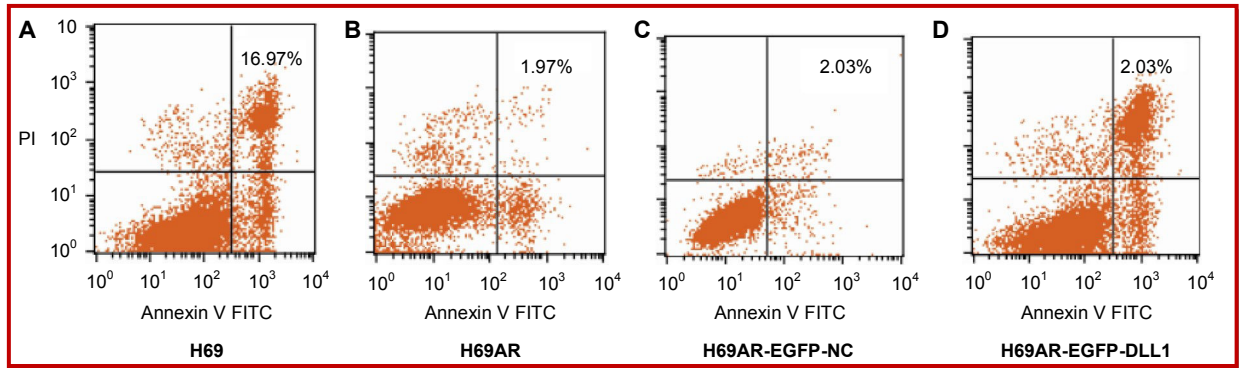 A
B
C
D
10
10³
10²
10¹
10⁰
PI
16.97%
1.97%
2.03%
2.03%
10⁰ 10¹ 10² 10³ 10⁴
10⁰ 10¹ 10² 10³ 10⁴
10⁰ 10¹ 10² 10³ 10⁴
10⁰ 10¹ 10² 10³ 10⁴
Annexin V FITC
Annexin V FITC
Annexin V FITC
Annexin V FITC
H69
H69AR
H69AR-EGFP-NC
H69AR-EGFP-DLL1